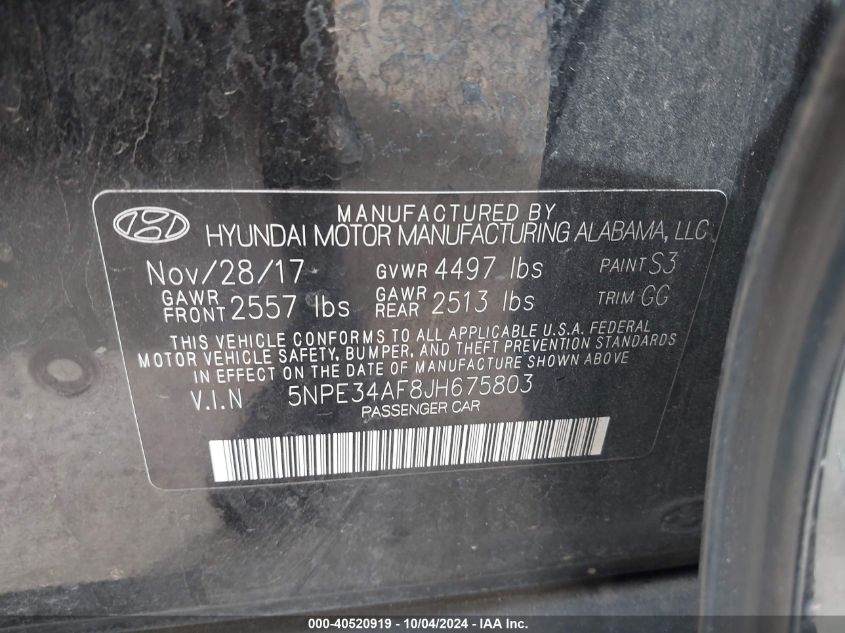 MANUFACTURED BY
HYUNDAI MOTOR MANUFACTURING ALABAMA, LLC
Nov/28/17 GVWR 4497 lbs PAINT S3
GAWR FRONT 2557 lbs GAWR REAR 2513 lbs TRIM GG
THIS VEHICLE CONFORMS TO ALL APPLICABLE U.S.A. FEDERAL
MOTOR VEHICLE SAFETY, BUMPER, AND THEFT PREVENTION STANDARDS
IN EFFECT ON THE DATE OF MANUFACTURE SHOWN ABOVE.
V.I.N 5NPE34AF8JH675803
PASSENGER CAR
000-40520919 - 10/04/2024 - IAA Inc.